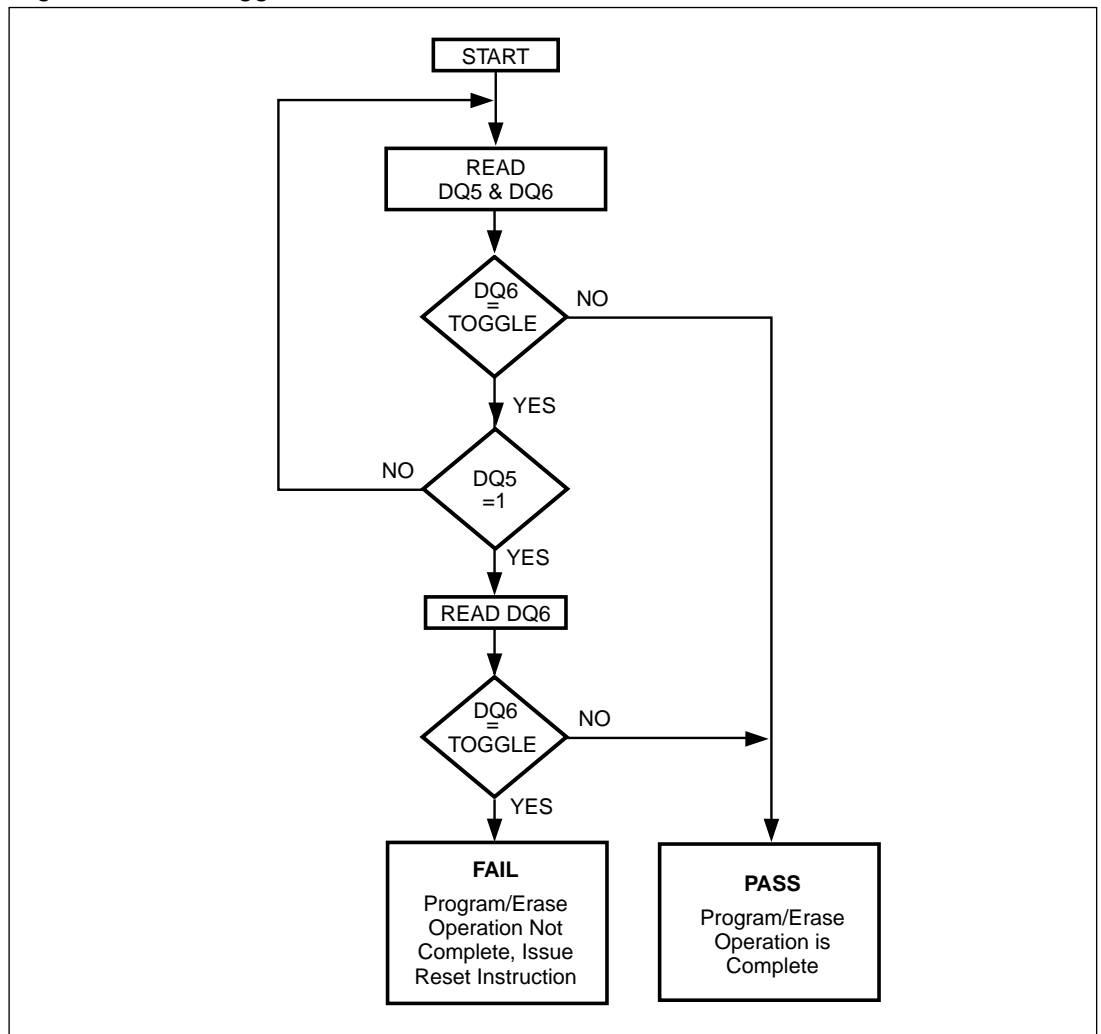 START
READ
DQ5 & DQ6
DQ6
=
TOGGLE
NO
YES
NO
DQ5
=1
YES
READ DQ6
DQ6
=
TOGGLE
NO
YES
FAIL
Program/Erase
Operation Not
Complete, Issue
Reset Instruction
PASS
Program/Erase
Operation is
Complete